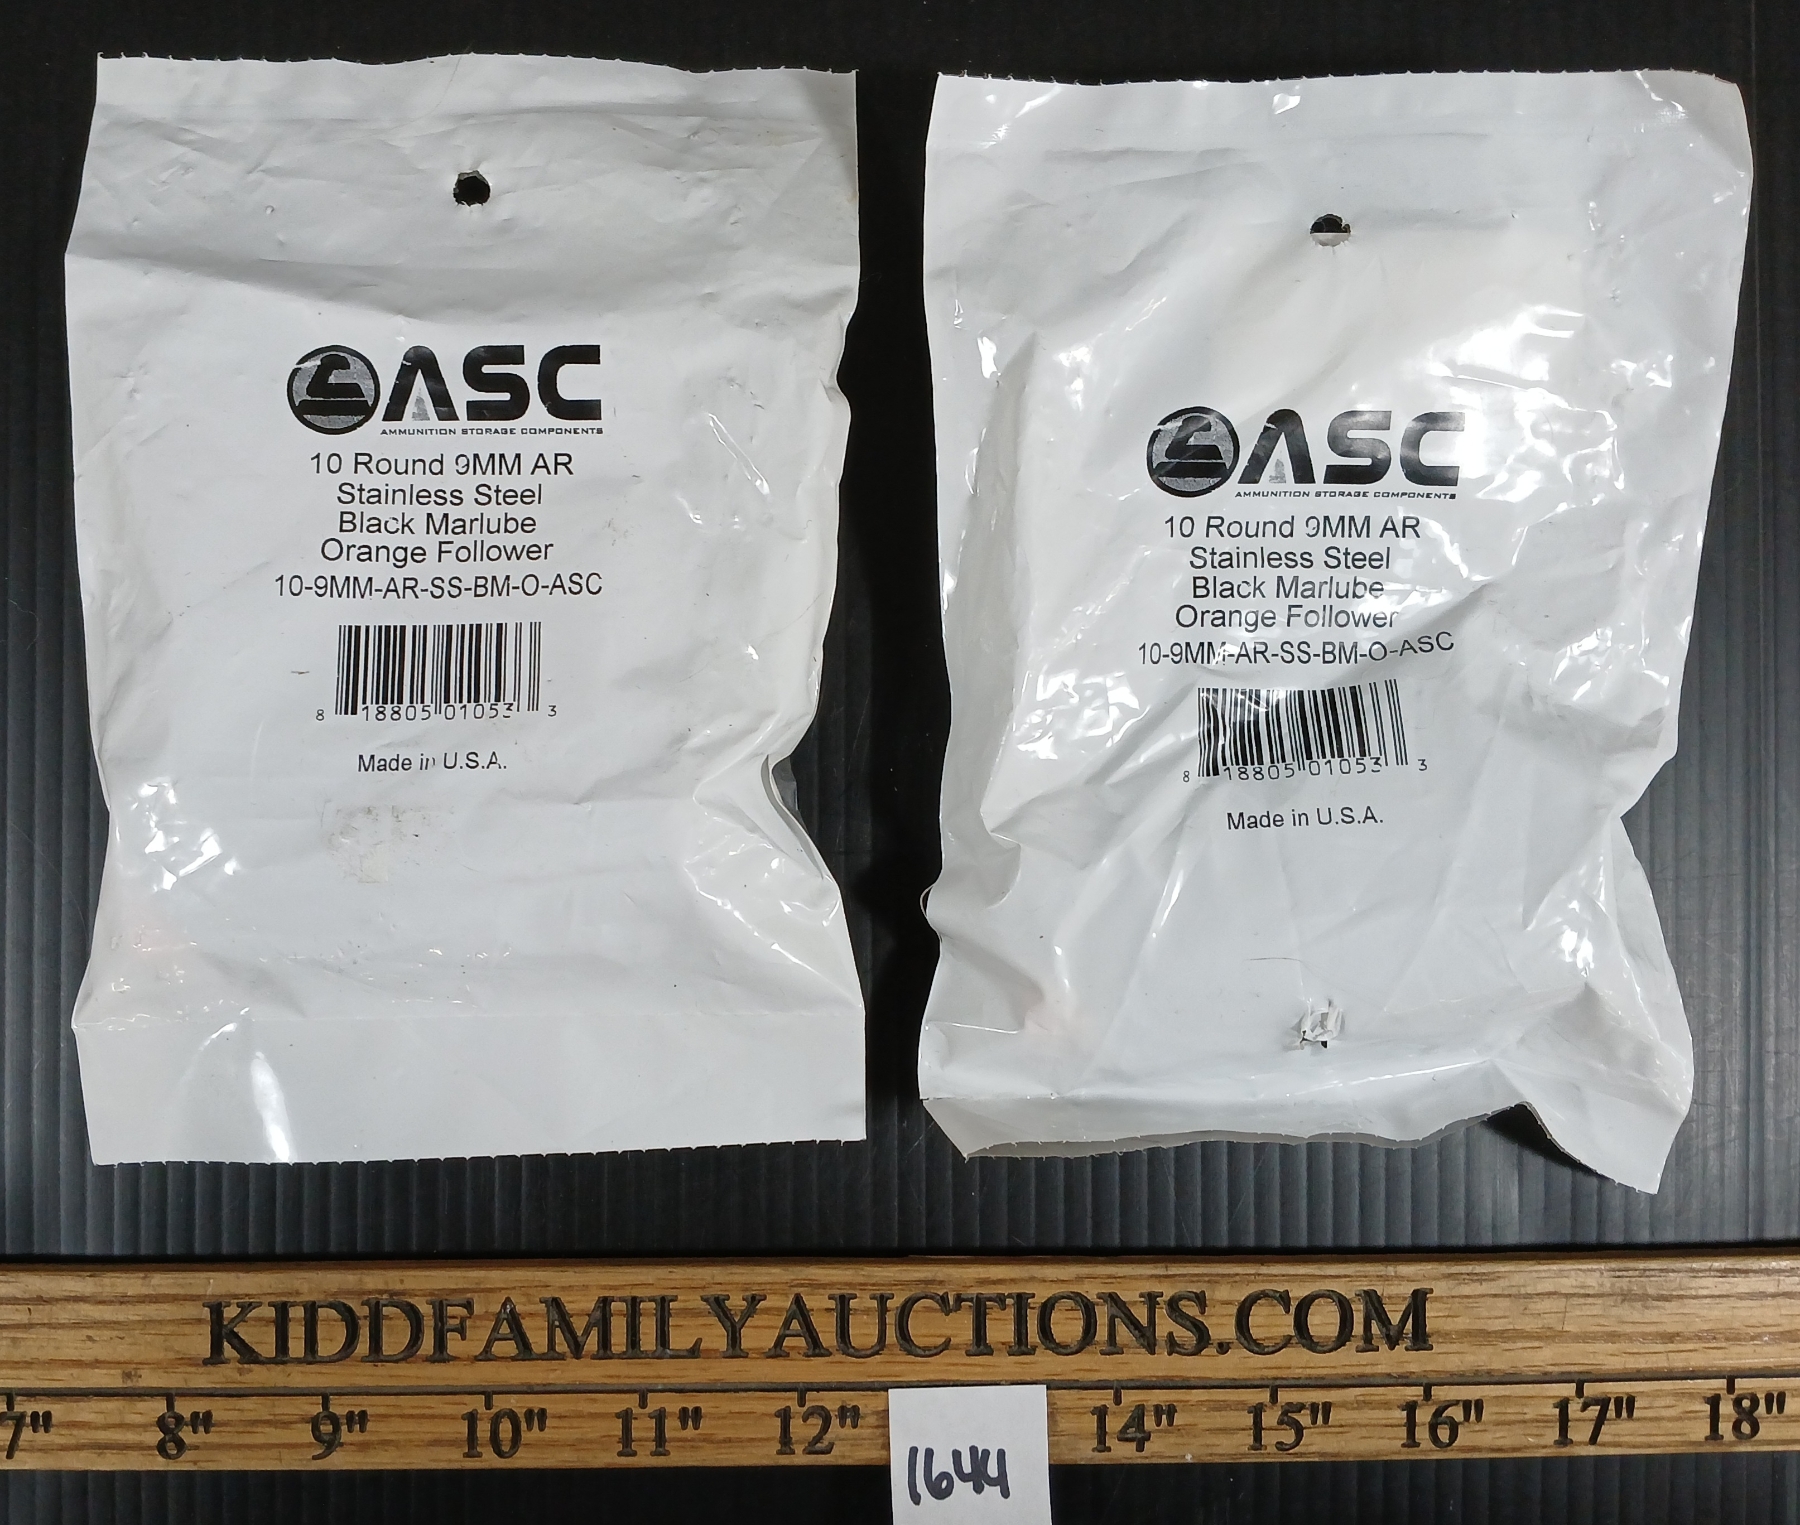 ASC
AMMUNITION STORAGE COMPONENTS
10 Round 9MM AR
Stainless Steel
Black Marlube
Orange Follower
10-9MM-AR-SS-BM-O-ASC
8 18805 01053 3
Made in U.S.A.
ASC
AMMUNITION STORAGE COMPONENTS
10 Round 9MM AR
Stainless Steel
Black Marlube
Orange Follower
10-9MM-AR-SS-BM-O-ASC
8 18805 01053 3
Made in U.S.A.
KIDDFAMILYAUCTIONS.COM
7" 8" 9" 10" 11" 12" 14" 15" 16" 17" 18"
1644